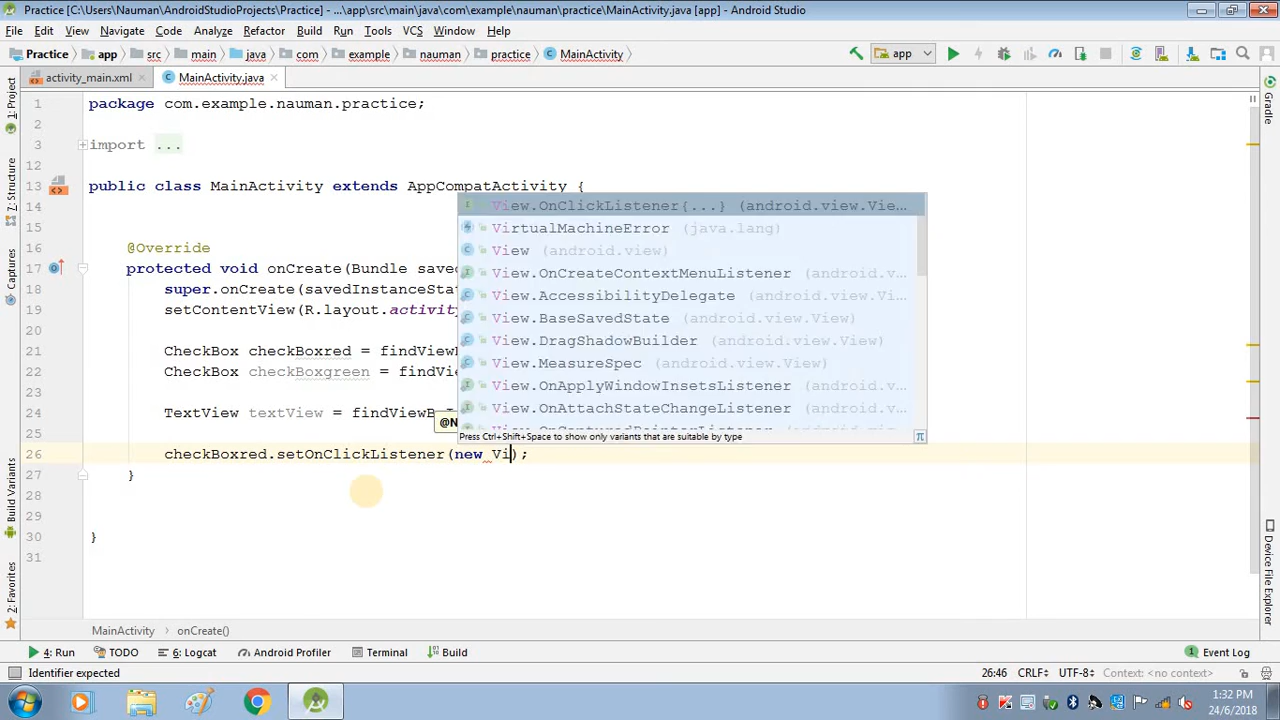 Practice [C:\Users\Nauman\AndroidStudioProjects\Practice] - ...\app\src\main\java\com\example\nauman\practice\MainActivity.java [app] - Android Studio
File Edit View Navigate Code Analyze Refactor Build Run Tools VCS Window Help
Practice app src main java com example nauman practice MainActivity app
activity_main.xml MainActivity.java
1: Project
7: Structure
Captures
Build Variants
2: Favorites
Gradle
Device File Explorer
1 package com.example.nauman.practice;
2
3 import ...
12
13 public class MainActivity extends AppCompatActivity {
14
15
16 @Override
17 protected void onCreate(Bundle saved
18 super.onCreate(savedInstanceSta
19 setContentView(R.layout.activity
20
21 CheckBox checkBoxred = findViewB
22 CheckBox checkBoxgreen = findVie
23
24 TextView textView = findViewB
25 @N
26 checkBoxred.setOnClickListener(new Vi);
27 }
28
29
30 }
31
View.OnClickListener{...} (android.view.Vie...
VirtualMachineError (java.lang)
View (android.view)
View.OnCreateContextMenuListener (android.v...
View.AccessibilityDelegate (android.view.Vi...
View.BaseSavedState (android.view.View)
View.DragShadowBuilder (android.view.View)
View.MeasureSpec (android.view.View)
View.OnApplyWindowInsetsListener (android.v...
View.OnAttachStateChangeListener (android.v...
Press Ctrl+Shift+Space to show only variants that are suitable by type π
MainActivity onCreate()
4: Run TODO 6: Logcat Android Profiler Terminal Build 1 Event Log
Identifier expected 26:46 CRLF÷ UTF-8÷ Context: <no context>
1:32 PM
24/6/2018